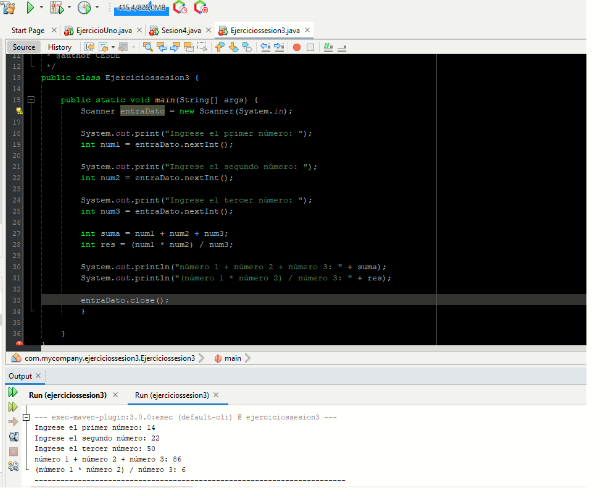 415,4/829,0MB
Start Page
EjercicioUno.java
Sesion4.java
Ejerciciossesion3.java
Source
History
11 * @author CESDE
12 */
13 public class Ejerciciossesion3 {
14
15 public static void main(String[] args) {
Scanner entraDato = new Scanner(System.in);
17
18 System.out.print("Ingrese el primer número: ");
19 int num1 = entraDato.nextInt();
20
21 System.out.print("Ingrese el segundo número: ");
22 int num2 = entraDato.nextInt();
23
24 System.out.print("Ingrese el tercer número: ");
25 int num3 = entraDato.nextInt();
26
27 int suma = num1 + num2 + num3;
28 int res = (num1 * num2) / num3;
29
30 System.out.println("número 1 + número 2 + número 3: " + suma);
31 System.out.println("(número 1 * número 2) / número 3: " + res);
32
33 entraDato.close();
34 }
35
36 }
}
com.mycompany.ejerciciossesion3.Ejerciciossesion3
main
Output
Run (ejerciciossesion3)
Run (ejerciciossesion3)
--- exec-maven-plugin:3.0.0:exec (default-cli) @ ejerciciossesion3 ---
Ingrese el primer número: 14
Ingrese el segundo número: 22
Ingrese el tercer número: 50
número 1 + número 2 + número 3: 86
(número 1 * número 2) / número 3: 6
------------------------------------------------------------------------